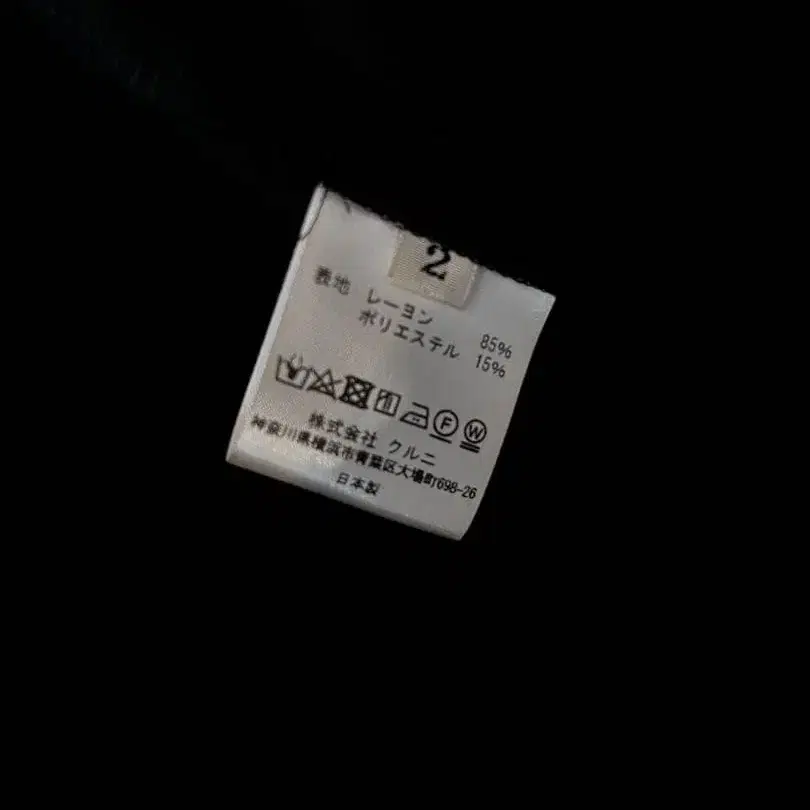 2
表地 レーヨン 85%
ポリエステル 15%
F W
株式会社 クルニ
神奈川県横浜市青葉区大場町698-26
日本製